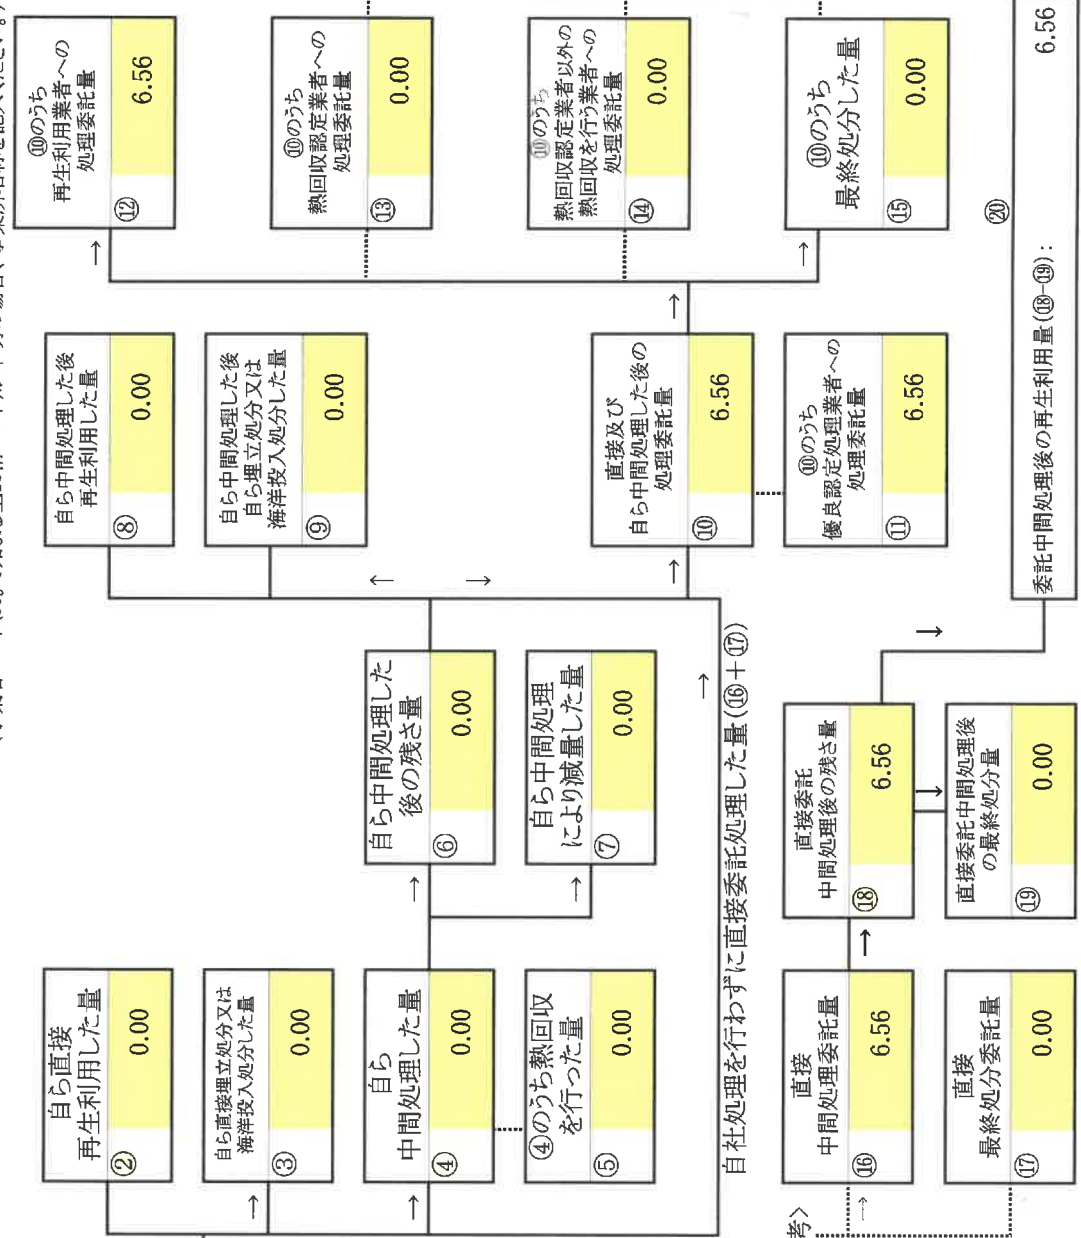 自ら直接
再生利用した量
②
0.00
自ら直接埋立処分又は
海洋投入処分した量
③
0.00
自ら
中間処理した量
④
0.00
④のうち熱回収
を行った量
⑤
0.00
自ら中間処理した
後の残さ量
⑥
0.00
自ら中間処理
により減量した量
⑦
0.00
自ら中間処理した後
再生利用した量
⑧
0.00
自ら中間処理した後
自ら埋立処分又は
海洋投入処分した量
⑨
0.00
直接及び
自ら中間処理した後の
処理委託量
⑩
6.56
⑩のうち
優良認定処理業者への
処理委託量
⑪
6.56
⑩のうち
再生利用業者への
処理委託量
⑫
6.56
⑩のうち
熱回収認定業者への
処理委託量
⑬
0.00
⑩のうち
熱回収認定業者以外の
熱回収を行う業者への
処理委託量
⑭
0.00
⑩のうち
最終処分した量
⑮
0.00
自社処理を行わずに直接委託処理した量(⑯+⑰)
考>
直接
中間処理委託量
⑯
6.56
直接
最終処分委託量
⑰
0.00
直接委託
中間処理後の残さ量
⑱
6.56
直接委託中間処理後
の最終処分量
⑲
0.00
⑳
委託中間処理後の再生利用量(⑱-⑲):
6.56